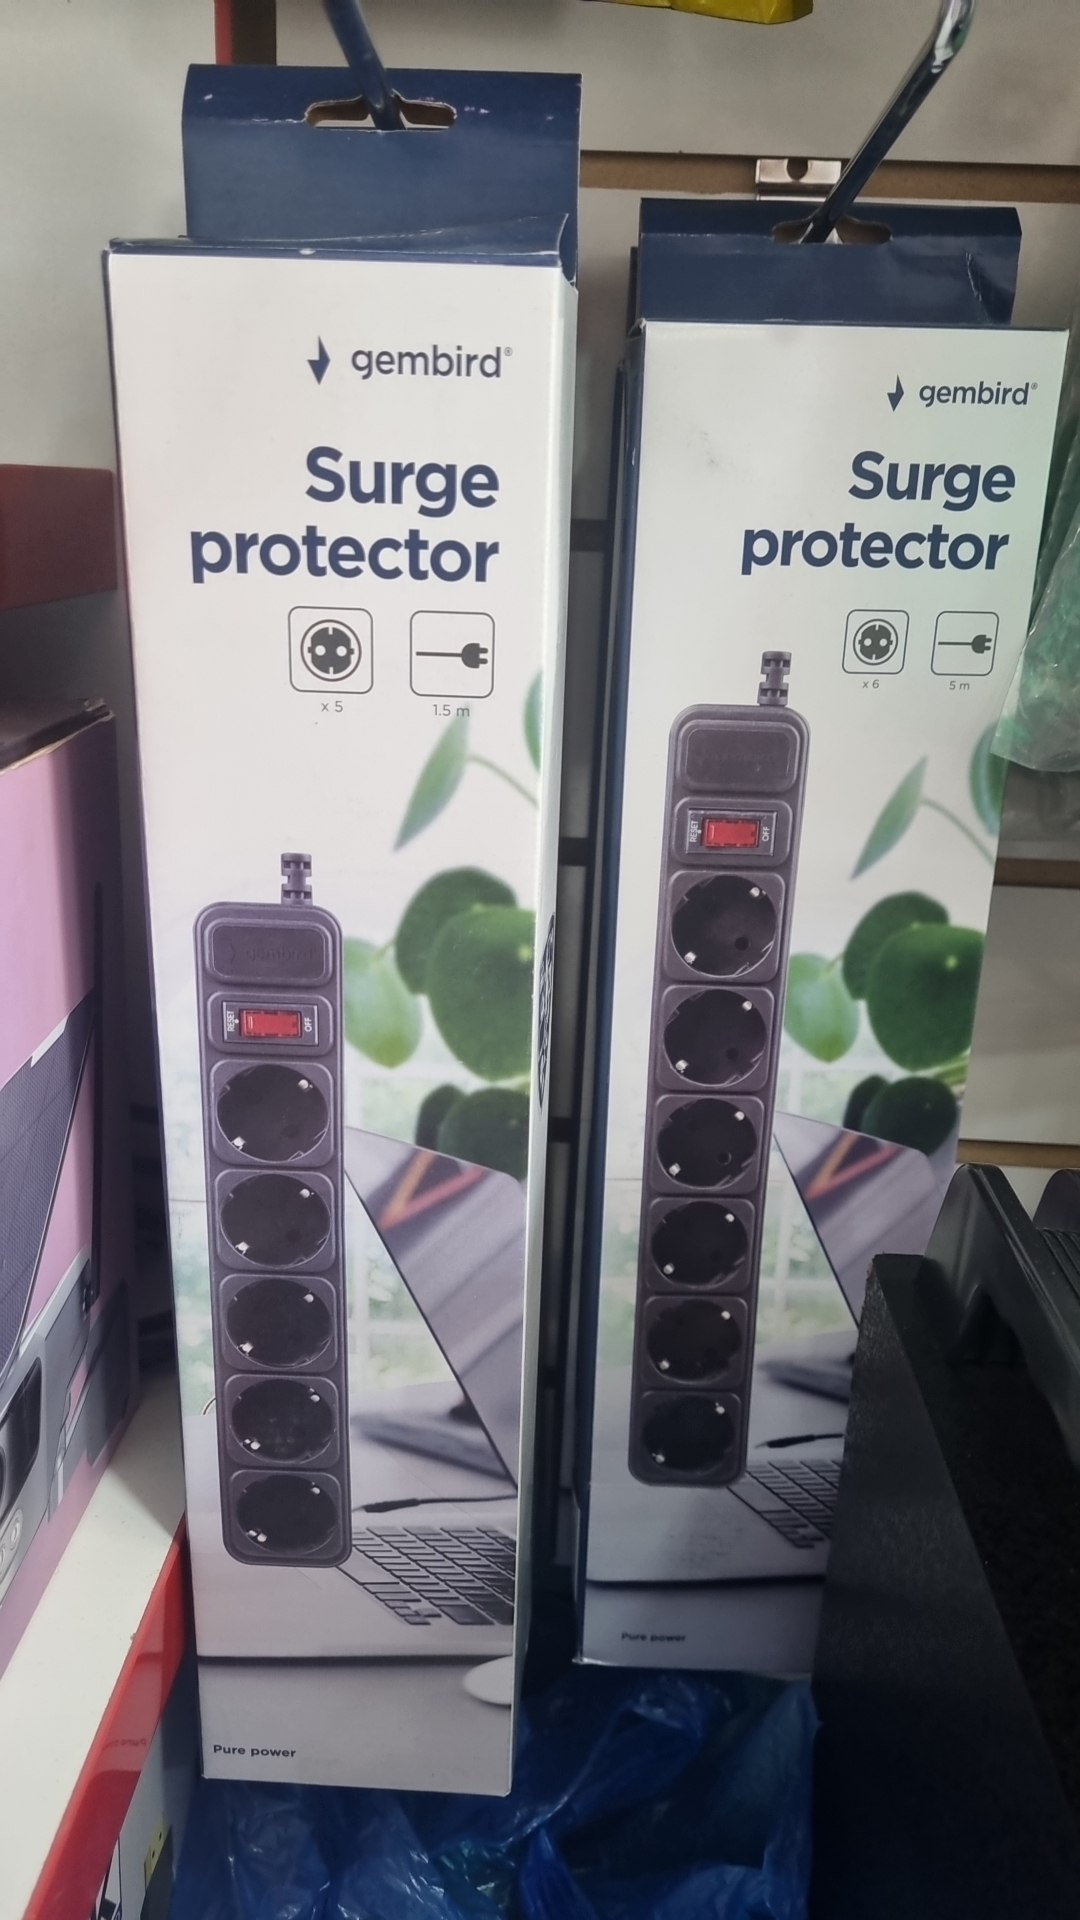 gembird®
Surge
protector
x 5
1.5 m
gembird
RESET
OFF
Pure power
gembird®
Surge
protector
x 6
5 m
RESET
OFF
Pure power